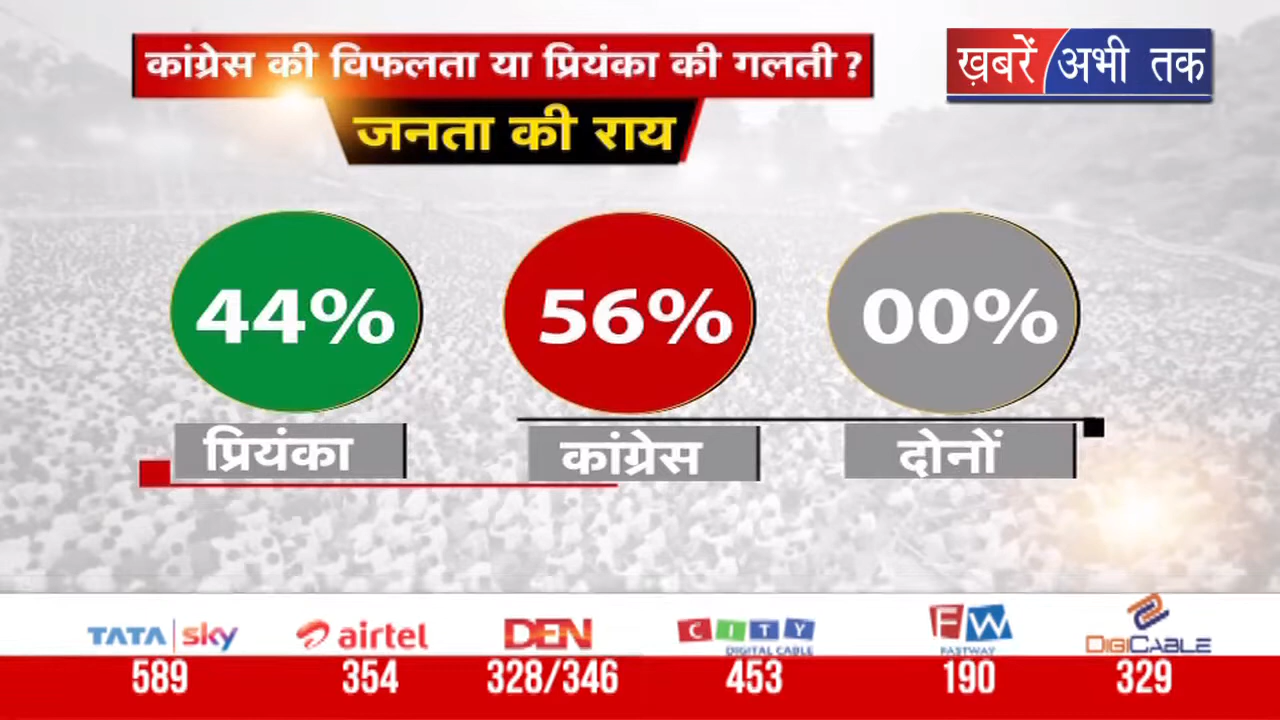 कांग्रेस की विफलता या प्रियंका की गलती ?
ख़बरें अभी तक
जनता की राय
44% 56% 00%
प्रियंका कांग्रेस दोनों
TATA sky airtel DEN CITY FW DIGICABLE
DIGITAL CABLE FASTWAY
589 354 328/346 453 190 329